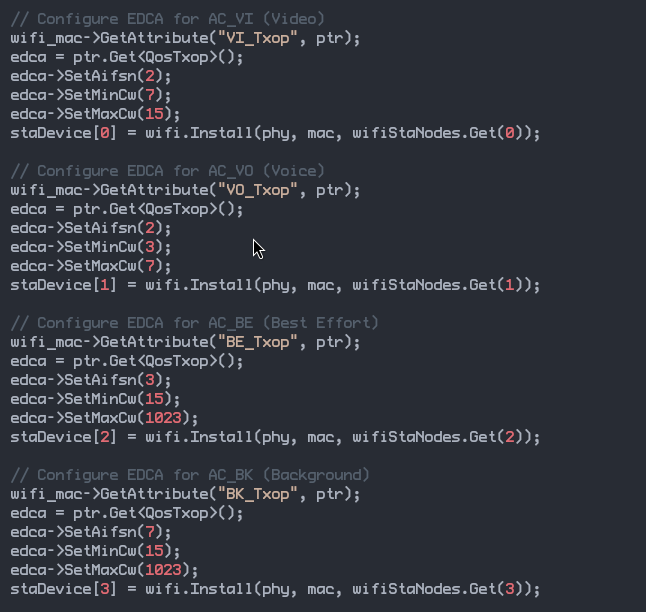 // Configure EDCA for AC_VI (Video)
wifi_mac->GetAttribute("VI_Txop", ptr);
edca = ptr.Get<QosTxop>();
edca->SetAifsn(2);
edca->SetMinCw(7);
edca->SetMaxCw(15);
staDevice[0] = wifi.Install(phy, mac, wifiStaNodes.Get(0));

// Configure EDCA for AC_VO (Voice)
wifi_mac->GetAttribute("VO_Txop", ptr);
edca = ptr.Get<QosTxop>();
edca->SetAifsn(2);
edca->SetMinCw(3);
edca->SetMaxCw(7);
staDevice[1] = wifi.Install(phy, mac, wifiStaNodes.Get(1));

// Configure EDCA for AC_BE (Best Effort)
wifi_mac->GetAttribute("BE_Txop", ptr);
edca = ptr.Get<QosTxop>();
edca->SetAifsn(3);
edca->SetMinCw(15);
edca->SetMaxCw(1023);
staDevice[2] = wifi.Install(phy, mac, wifiStaNodes.Get(2));

// Configure EDCA for AC_BK (Background)
wifi_mac->GetAttribute("BK_Txop", ptr);
edca = ptr.Get<QosTxop>();
edca->SetAifsn(7);
edca->SetMinCw(15);
edca->SetMaxCw(1023);
staDevice[3] = wifi.Install(phy, mac, wifiStaNodes.Get(3));